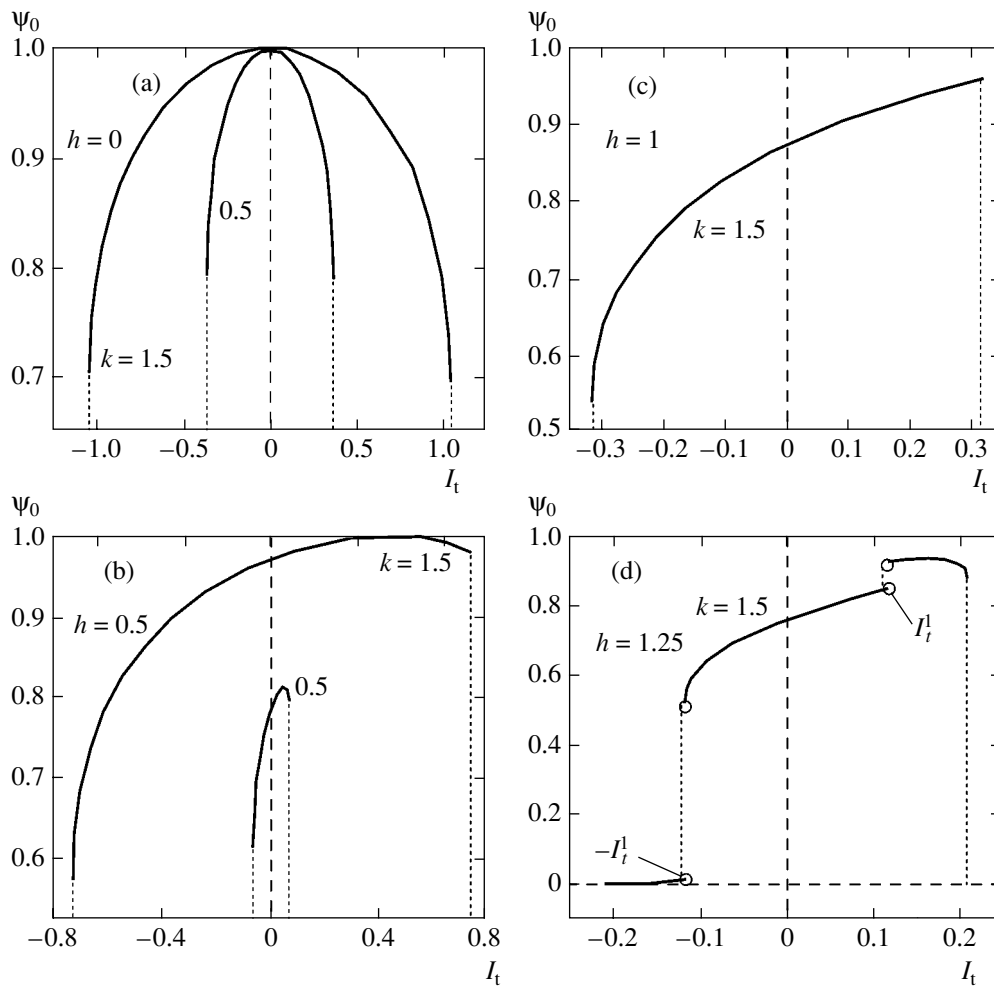 ψ₀
1.0
(a)
h = 0
0.9
0.5
0.8
k = 1.5
0.7
−1.0 −0.5 0 0.5 1.0
Iₜ
ψ₀
1.0
(c)
0.9
h = 1
0.8
k = 1.5
0.7
0.6
0.5
−0.3 −0.2 −0.1 0 0.1 0.2 0.3
Iₜ
ψ₀
1.0
(b)
k = 1.5
0.9
h = 0.5
0.8
0.5
0.7
0.6
−0.8 −0.4 0 0.4 0.8
Iₜ
ψ₀
1.0
(d)
0.8
k = 1.5
Iₜ¹
h = 1.25
0.6
0.4
0.2
−Iₜ¹
0
−0.2 −0.1 0 0.1 0.2
Iₜ